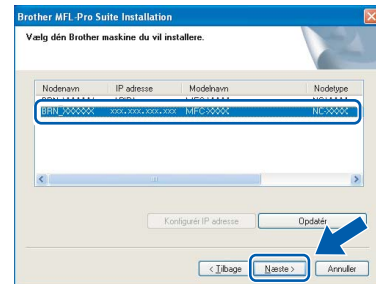 Brother MFL-Pro Suite Installation
Vælg dén Brother maskine du vil installere.
Nodenavn IP adresse Modelnavn Nodetype
BRN_XXXXXX xxx.xxx.xxx.xxx MFC-XXXX NC-XXXX
Konfigurér IP adresse Opdatér
< Tilbage Næste > Annuller